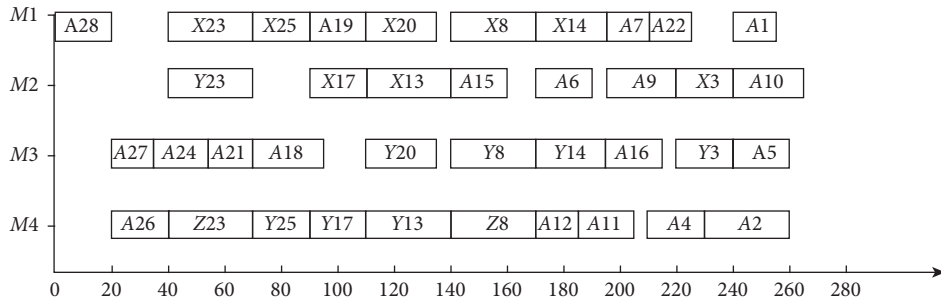 M1 A28 X23 X25 A19 X20 X8 X14 A7 A22 A1
M2 Y23 X17 X13 A15 A6 A9 X3 A10
M3 A27 A24 A21 A18 Y20 Y8 Y14 A16 Y3 A5
M4 A26 Z23 Y25 Y17 Y13 Z8 A12 A11 A4 A2
0 20 40 60 80 100 120 140 160 180 200 220 240 260 280